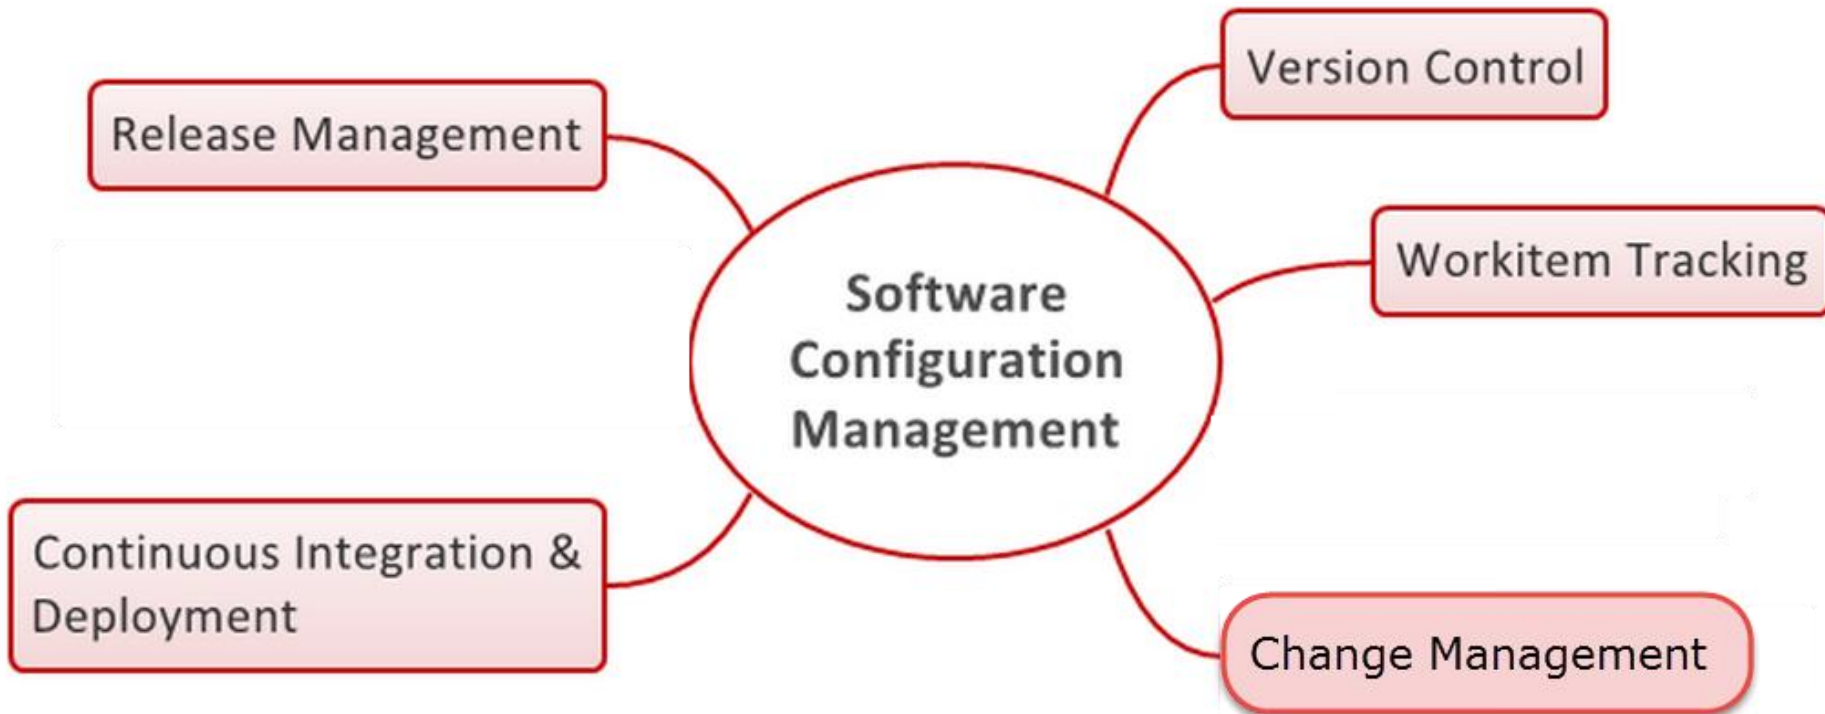 Version Control
Release Management
Workitem Tracking
Software
Configuration
Management
Continuous Integration &
Deployment
Change Management